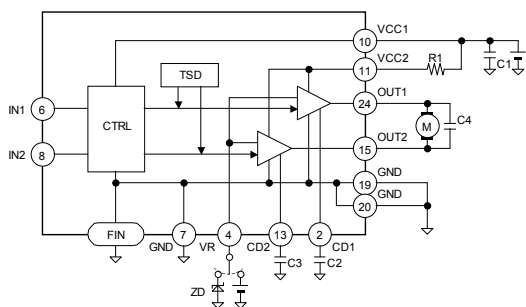 VCC1
10
VCC2
R1
C1
11
TSD
OUT1
IN1
6
24
CTRL
M
C4
OUT2
IN2
8
15
GND
19
GND
20
FIN
7
4
13
2
GND
VR
CD2
CD1
C3
C2
ZD